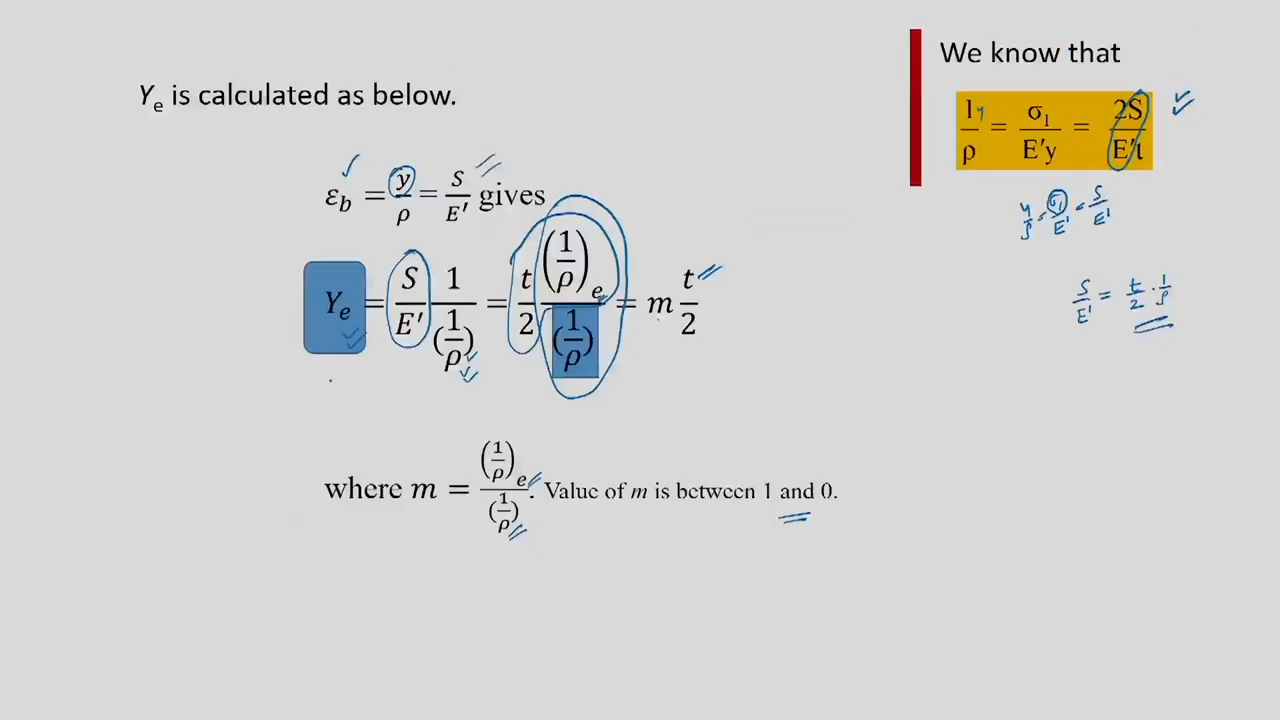 We know that
1/ρ = σ₁/E′y = 2S/E′t
y
y/ρ = σ₁/E′ = S/E′
S/E′ = t/2 · 1/ρ
Yₑ is calculated as below.
ε_b = y/ρ = S/E′ gives
Yₑ = S/E′ 1/(1/ρ) = t/2 (1/ρ)ₑ/(1/ρ) = m t/2
where m = (1/ρ)ₑ/(1/ρ). Value of m is between 1 and 0.